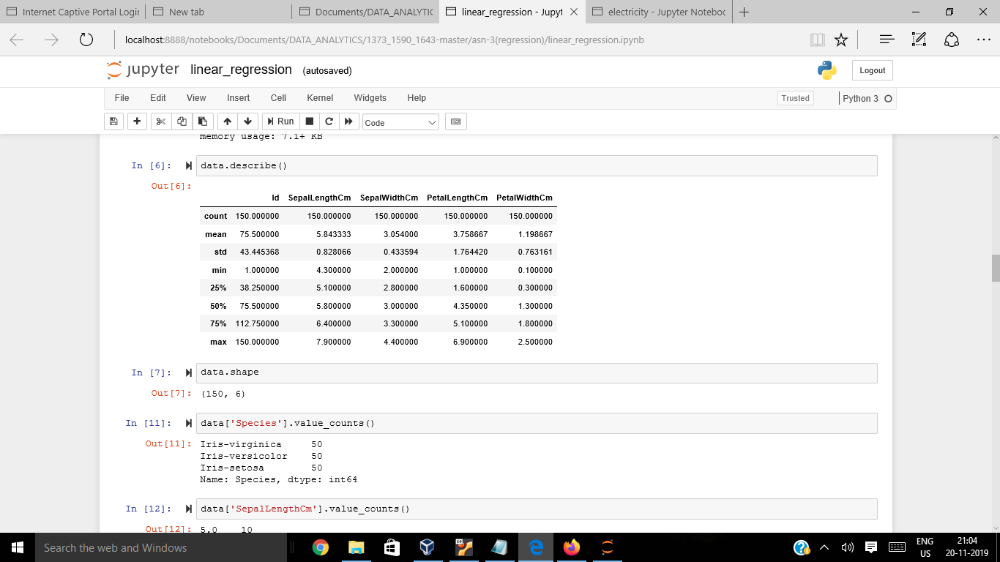 Internet Captive Portal Login
New tab
Documents/DATA_ANALYTIC
linear_regression - Jupyt
electricity - Jupyter Noteboo
localhost:8888/notebooks/Documents/DATA_ANALYTICS/1373_1590_1643-master/asn-3(regression)/linear_regression.ipynb
jupyter linear_regression (autosaved)
Logout
File Edit View Insert Cell Kernel Widgets Help
Trusted
Python 3
Run
Code
memory usage: 7.1+ KB
In [6]: data.describe()
Out[6]:
Id SepalLengthCm SepalWidthCm PetalLengthCm PetalWidthCm
count 150.000000 150.000000 150.000000 150.000000 150.000000
mean 75.500000 5.843333 3.054000 3.758667 1.198667
std 43.445368 0.828066 0.433594 1.764420 0.763161
min 1.000000 4.300000 2.000000 1.000000 0.100000
25% 38.250000 5.100000 2.800000 1.600000 0.300000
50% 75.500000 5.800000 3.000000 4.350000 1.300000
75% 112.750000 6.400000 3.300000 5.100000 1.800000
max 150.000000 7.900000 4.400000 6.900000 2.500000
In [7]: data.shape
Out[7]: (150, 6)
In [11]: data['Species'].value_counts()
Out[11]: Iris-virginica 50
Iris-versicolor 50
Iris-setosa 50
Name: Species, dtype: int64
In [12]: data['SepalLengthCm'].value_counts()
Out[12]: 5.0 10
Search the web and Windows
ENG
US
21:04
20-11-2019